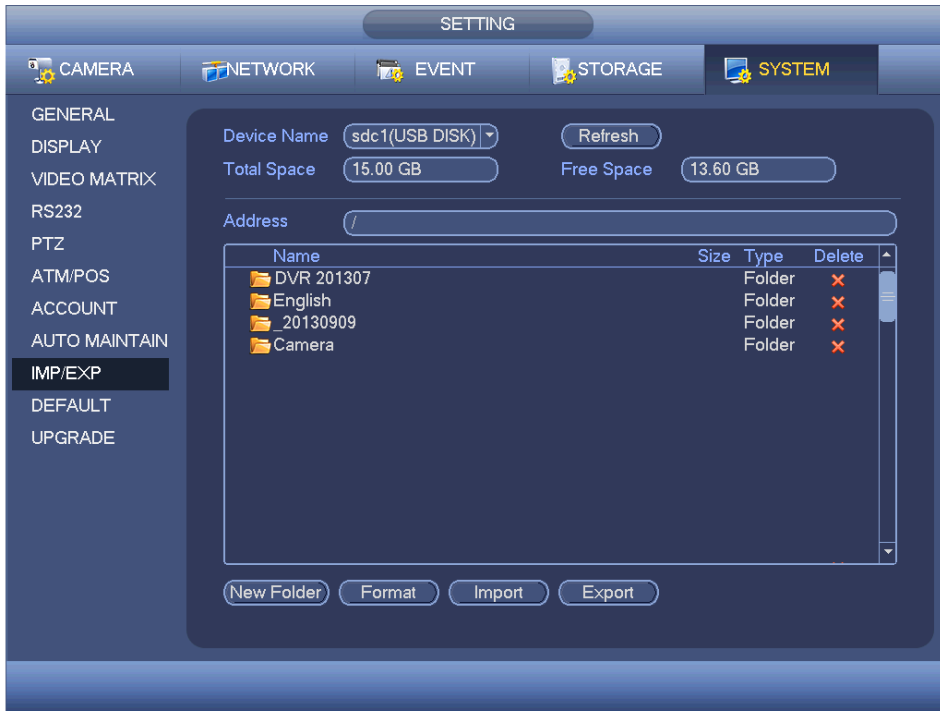 SETTING
CAMERA NETWORK EVENT STORAGE SYSTEM
GENERAL
DISPLAY
VIDEO MATRIX
RS232
PTZ
ATM/POS
ACCOUNT
AUTO MAINTAIN
IMP/EXP
DEFAULT
UPGRADE
Device Name sdc1(USB DISK) Refresh
Total Space 15.00 GB Free Space 13.60 GB
Address /
Name Size Type Delete
DVR 201307 Folder
English Folder
_20130909 Folder
Camera Folder
New Folder Format Import Export